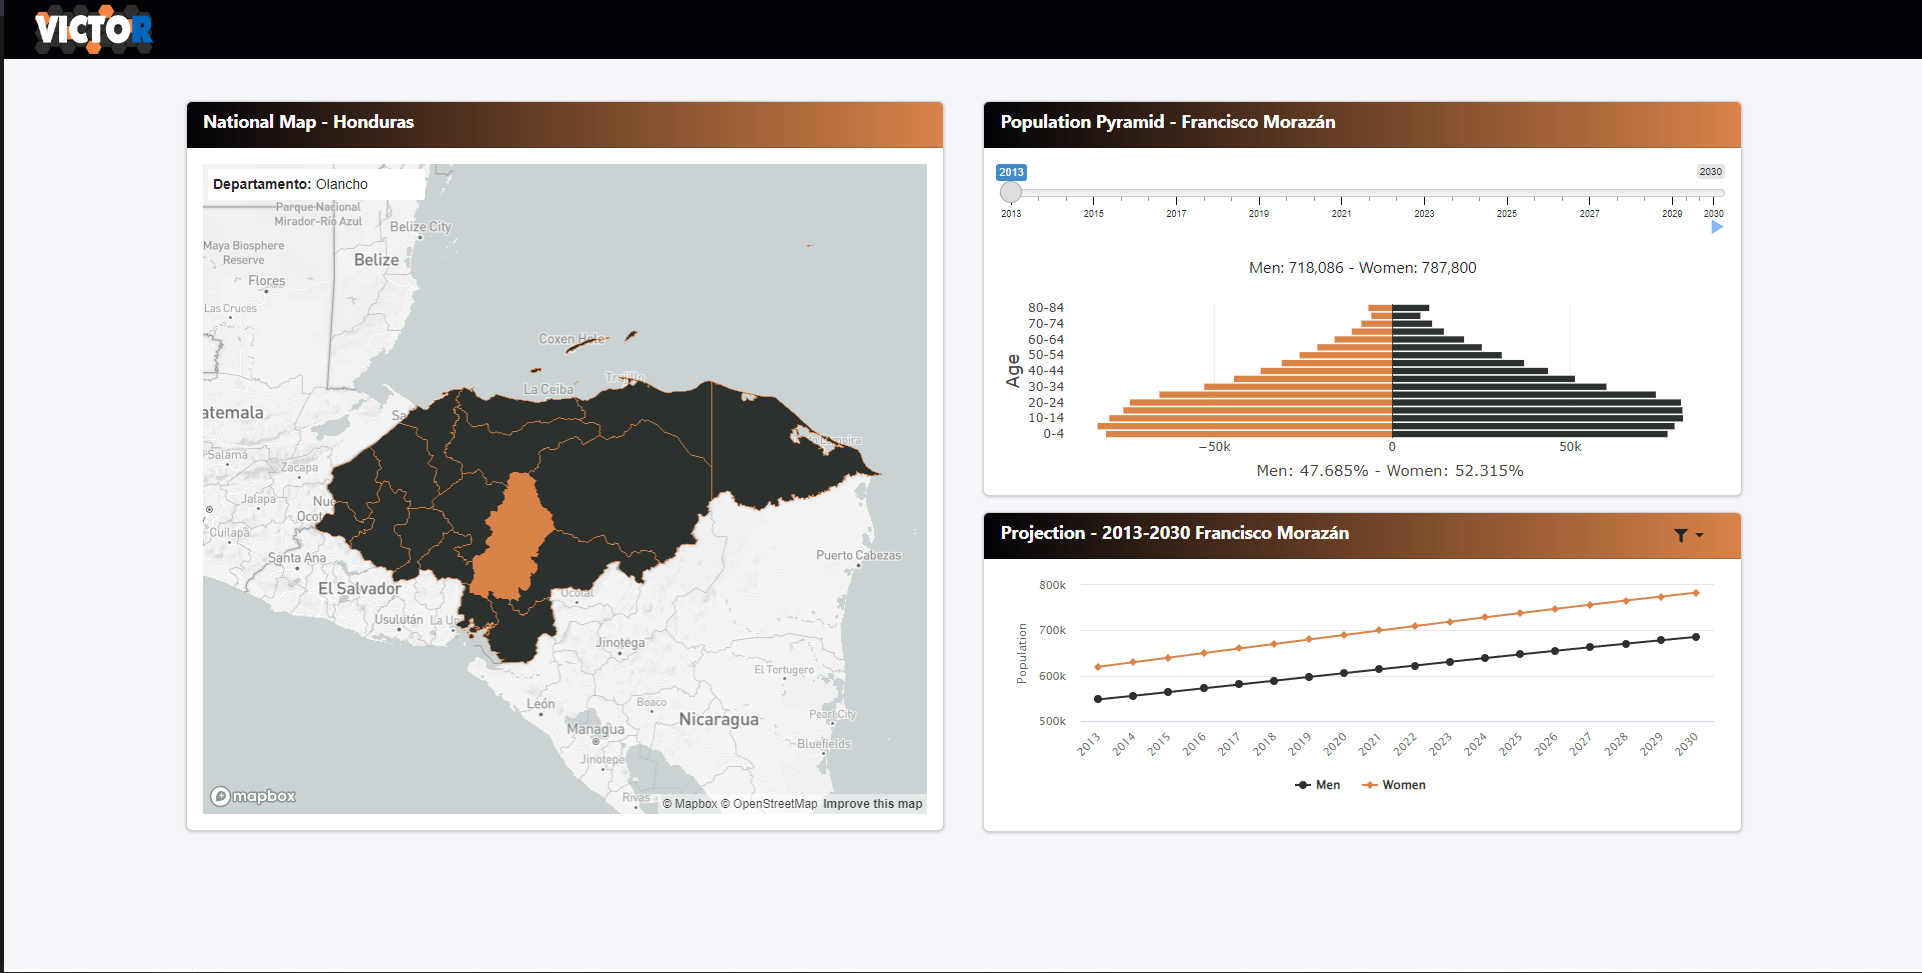 VICTOR
National Map - Honduras
Departamento: Olancho
Parque Nacional
Mirador-Río Azul
Belize City
Maya Biosphere
Reserve
Belize
Flores
Las Cruces
Coxen Hole
Trujillo
La Ceiba
atemala
Sa
Lempira
Salamá
Zacapa
Jalapa
Nue
Ocot
Cuilapa
Santa Ana
Puerto Cabezas
El Salvador
Ocotal
Usulután
La Un
Jinotega
El Tortugero
León
Boaco
Nicaragua
Pearl City
Managua
Bluefields
Jinotepe
Rivas
mapbox
© Mapbox © OpenStreetMap Improve this map
Population Pyramid - Francisco Morazán
2013
2030
2013 2015 2017 2019 2021 2023 2025 2027 2029 2030
Men: 718,086 - Women: 787,800
Age
80-84
70-74
60-64
50-54
40-44
30-34
20-24
10-14
0-4
−50k 0 50k
Men: 47.685% - Women: 52.315%
Projection - 2013-2030 Francisco Morazán
Population
800k
700k
600k
500k
2013 2014 2015 2016 2017 2018 2019 2020 2021 2022 2023 2024 2025 2026 2027 2028 2029 2030
Men Women